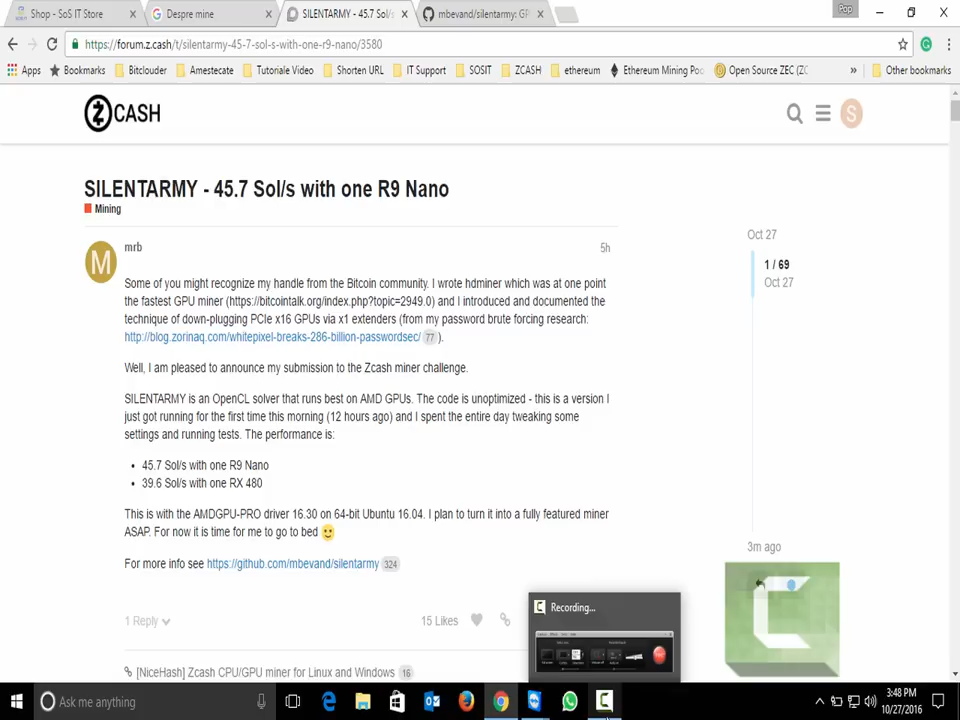 Shop - SoS IT Store
Despre mine
SILENTARMY - 45.7 Sol/s
mbevand/silentarmy: GP
Pop
https://forum.z.cash/t/silentarmy-45-7-sol-s-with-one-r9-nano/3580
Apps Bookmarks Bitclouder Amestecate Tutoriale Video Shorten URL IT Support SOSIT ZCASH ethereum Ethereum Mining Poo Open Source ZEC (ZC » Other bookmarks
ZCASH
S
SILENTARMY - 45.7 Sol/s with one R9 Nano
Mining
Oct 27
1 / 69
Oct 27
M
mrb
5h
Some of you might recognize my handle from the Bitcoin community. I wrote hdminer which was at one point
the fastest GPU miner (https://bitcointalk.org/index.php?topic=2949.0) and I introduced and documented the
technique of down-plugging PCIe x16 GPUs via x1 extenders (from my password brute forcing research:
http://blog.zorinaq.com/whitepixel-breaks-286-billion-passwordsec/ 77 ).
Well, I am pleased to announce my submission to the Zcash miner challenge.
SILENTARMY is an OpenCL solver that runs best on AMD GPUs. The code is unoptimized - this is a version I
just got running for the first time this morning (12 hours ago) and I spent the entire day tweaking some
settings and running tests. The performance is:
• 45.7 Sol/s with one R9 Nano
• 39.6 Sol/s with one RX 480
This is with the AMDGPU-PRO driver 16.30 on 64-bit Ubuntu 16.04. I plan to turn it into a fully featured miner
ASAP. For now it is time for me to go to bed
3m ago
For more info see https://github.com/mbevand/silentarmy 324
Recording...
1 Reply
15 Likes
[NiceHash] Zcash CPU/GPU miner for Linux and Windows 16
Ask me anything
3:48 PM
10/27/2016